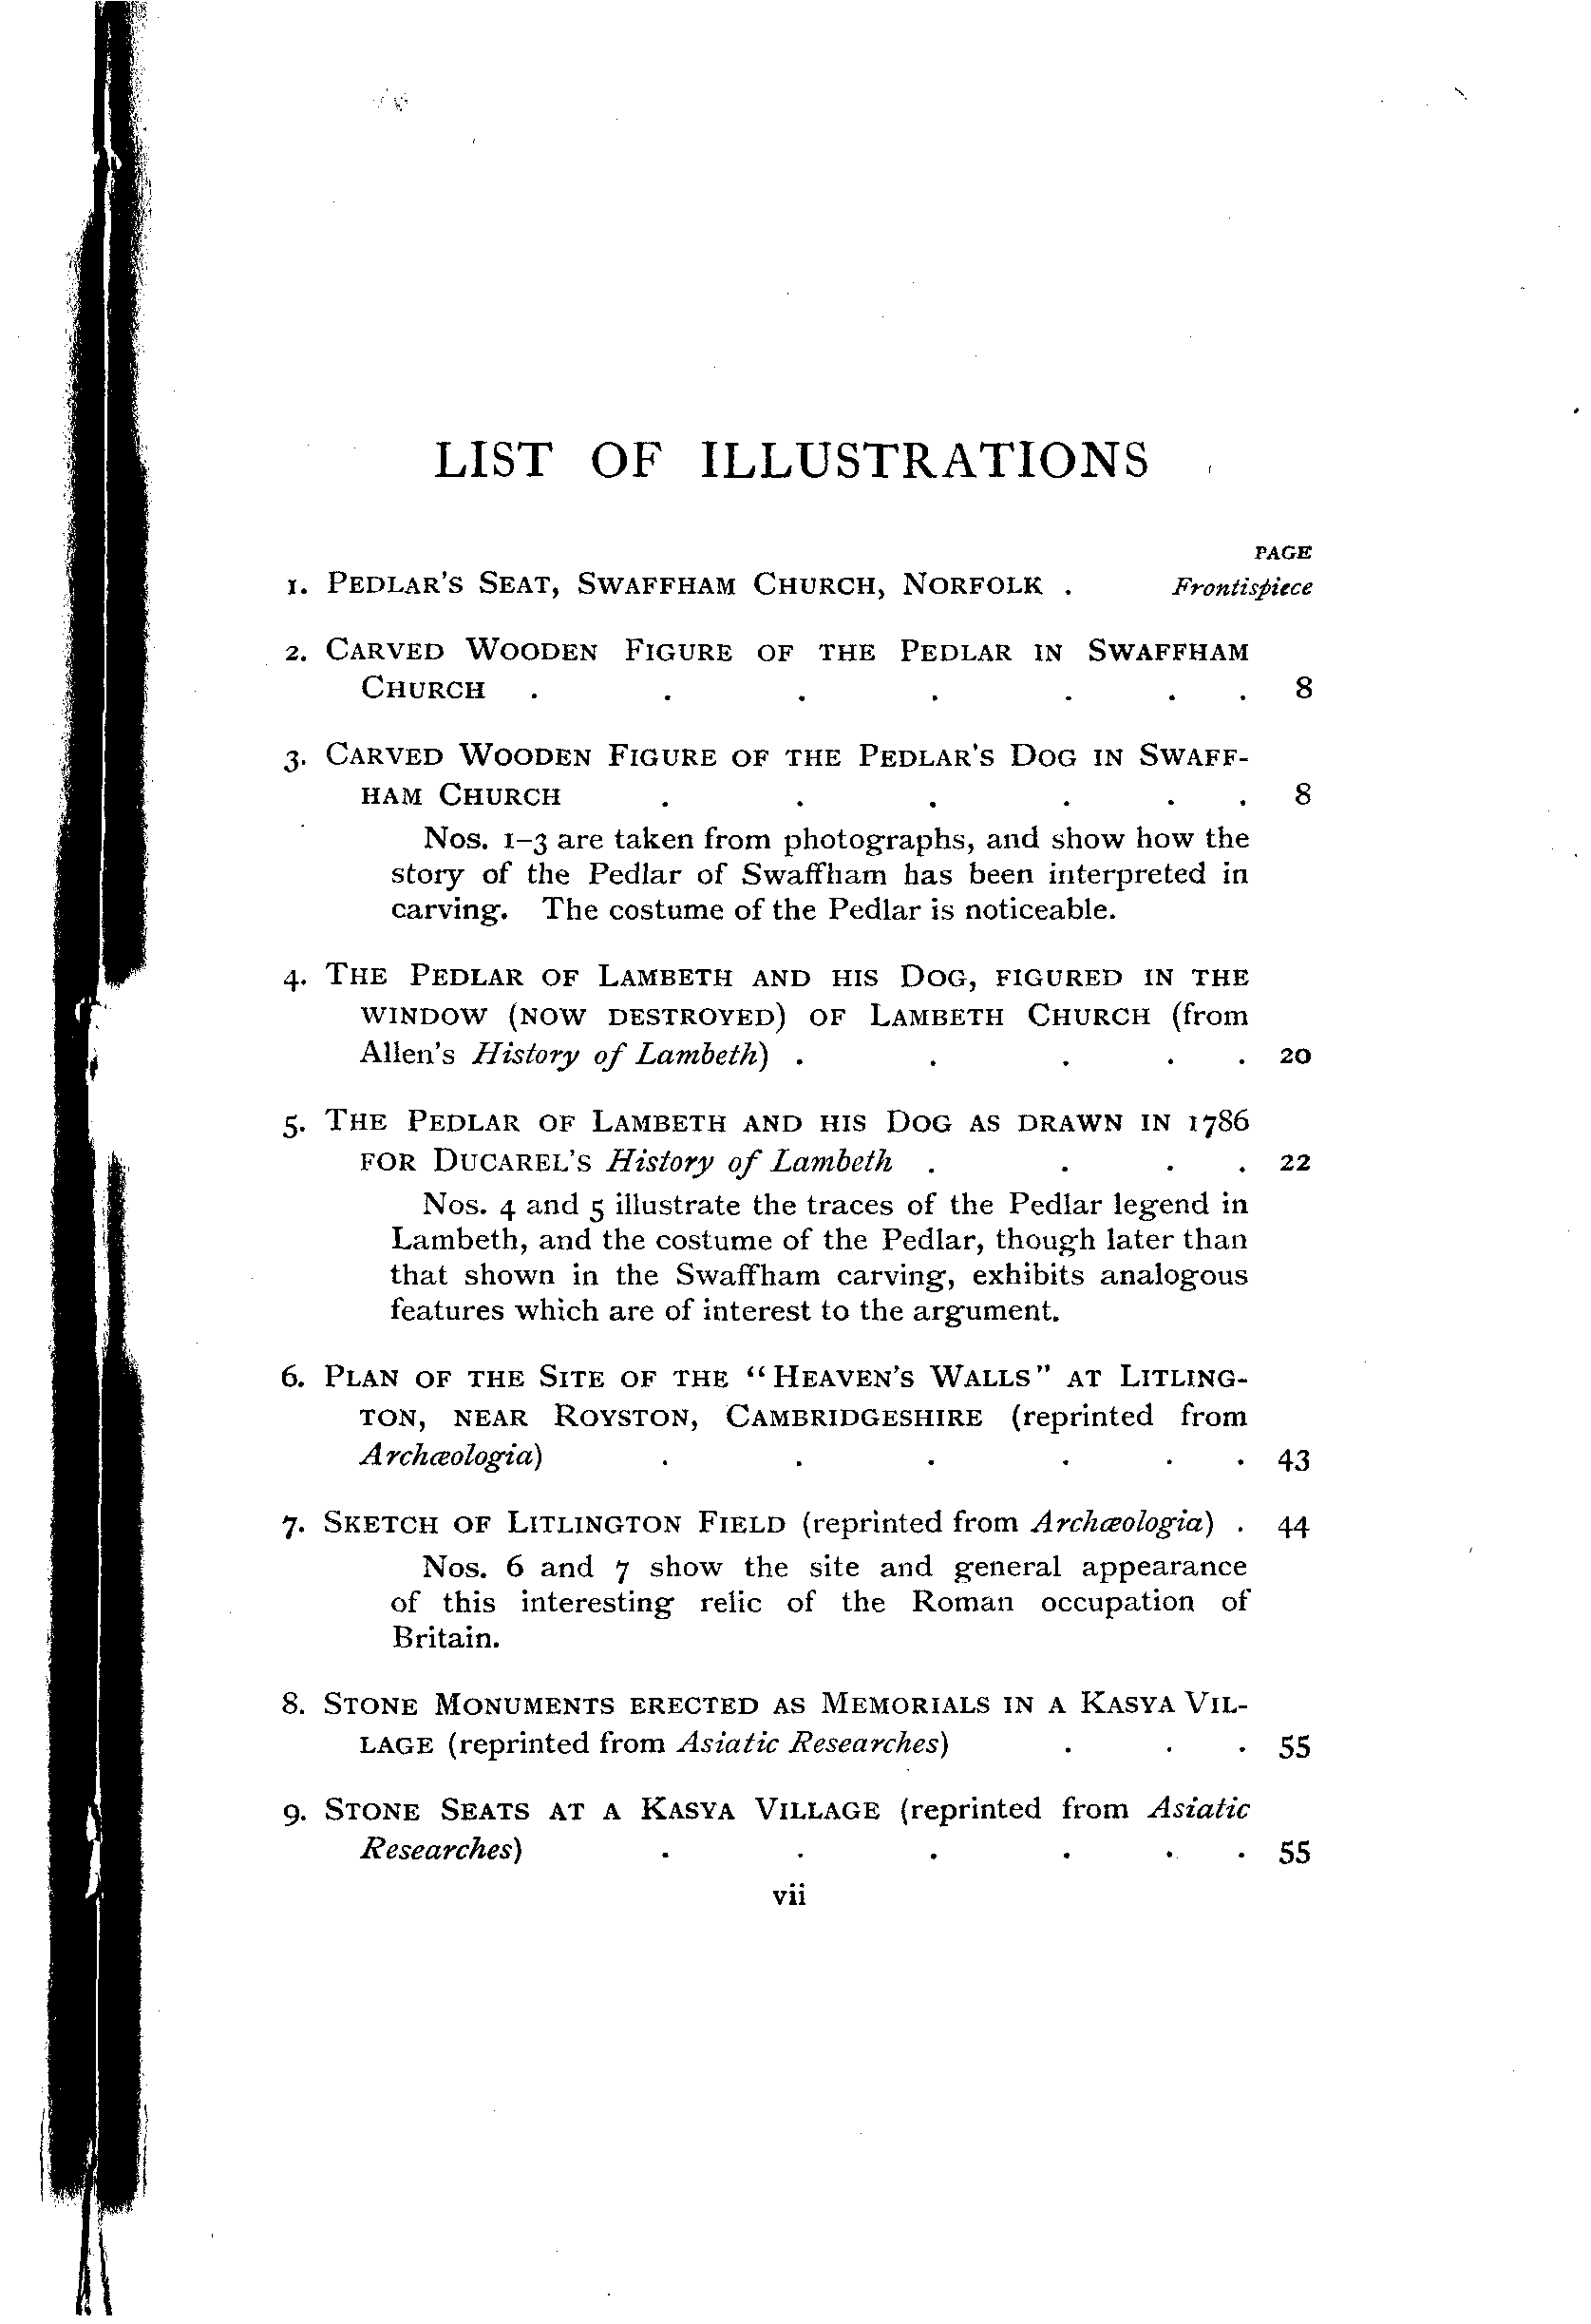 LIST OF ILLUSTRATIONS
PAGE
1. PEDLAR'S SEAT, SWAFFHAM CHURCH, NORFOLK . Frontispiece
2. CARVED WOODEN FIGURE OF THE PEDLAR IN SWAFFHAM
CHURCH . . . . . . . 8
3. CARVED WOODEN FIGURE OF THE PEDLAR'S DOG IN SWAFF-
HAM CHURCH . . . . . . 8
Nos. 1–3 are taken from photographs, and show how the
story of the Pedlar of Swaffham has been interpreted in
carving. The costume of the Pedlar is noticeable.
4. THE PEDLAR OF LAMBETH AND HIS DOG, FIGURED IN THE
WINDOW (NOW DESTROYED) OF LAMBETH CHURCH (from
Allen's History of Lambeth) . . . . . 20
5. THE PEDLAR OF LAMBETH AND HIS DOG AS DRAWN IN 1786
FOR DUCAREL'S History of Lambeth . . . . 22
Nos. 4 and 5 illustrate the traces of the Pedlar legend in
Lambeth, and the costume of the Pedlar, though later than
that shown in the Swaffham carving, exhibits analogous
features which are of interest to the argument.
6. PLAN OF THE SITE OF THE "HEAVEN'S WALLS" AT LITLING-
TON, NEAR ROYSTON, CAMBRIDGESHIRE (reprinted from
Archæologia) . . . . . . 43
7. SKETCH OF LITLINGTON FIELD (reprinted from Archæologia) . 44
Nos. 6 and 7 show the site and general appearance
of this interesting relic of the Roman occupation of
Britain.
8. STONE MONUMENTS ERECTED AS MEMORIALS IN A KASYA VIL-
LAGE (reprinted from Asiatic Researches) . . . 55
9. STONE SEATS AT A KASYA VILLAGE (reprinted from Asiatic
Researches) . . . . . . 55
vii